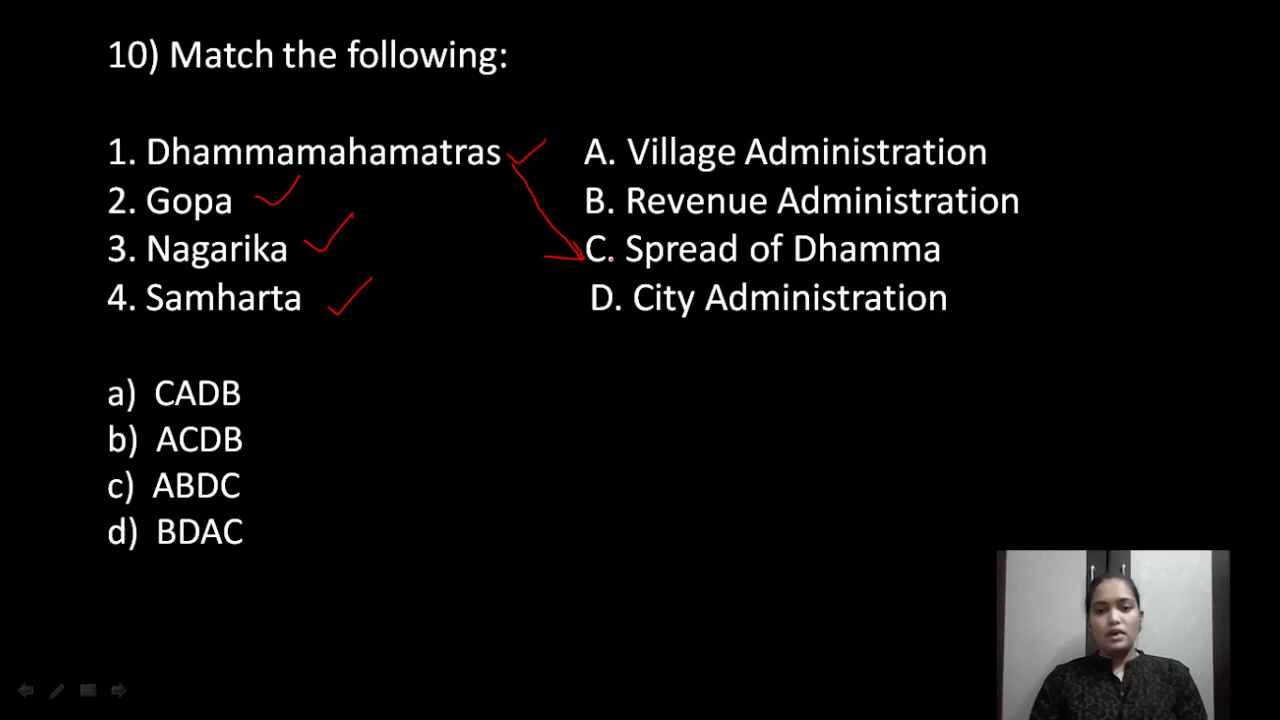 10) Match the following:
1. Dhammamahamatras A. Village Administration
2. Gopa B. Revenue Administration
3. Nagarika C. Spread of Dhamma
4. Samharta D. City Administration
a) CADB
b) ACDB
c) ABDC
d) BDAC